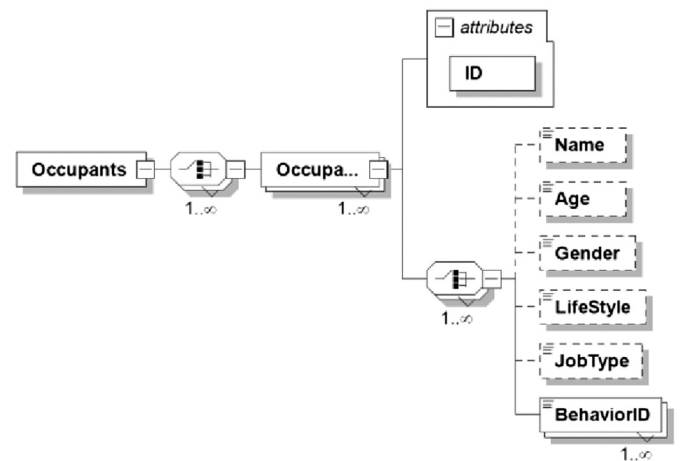 attributes
ID
Occupants
1..∞
Occupa...
1..∞
1..∞
Name
Age
Gender
LifeStyle
JobType
BehaviorID
1..∞